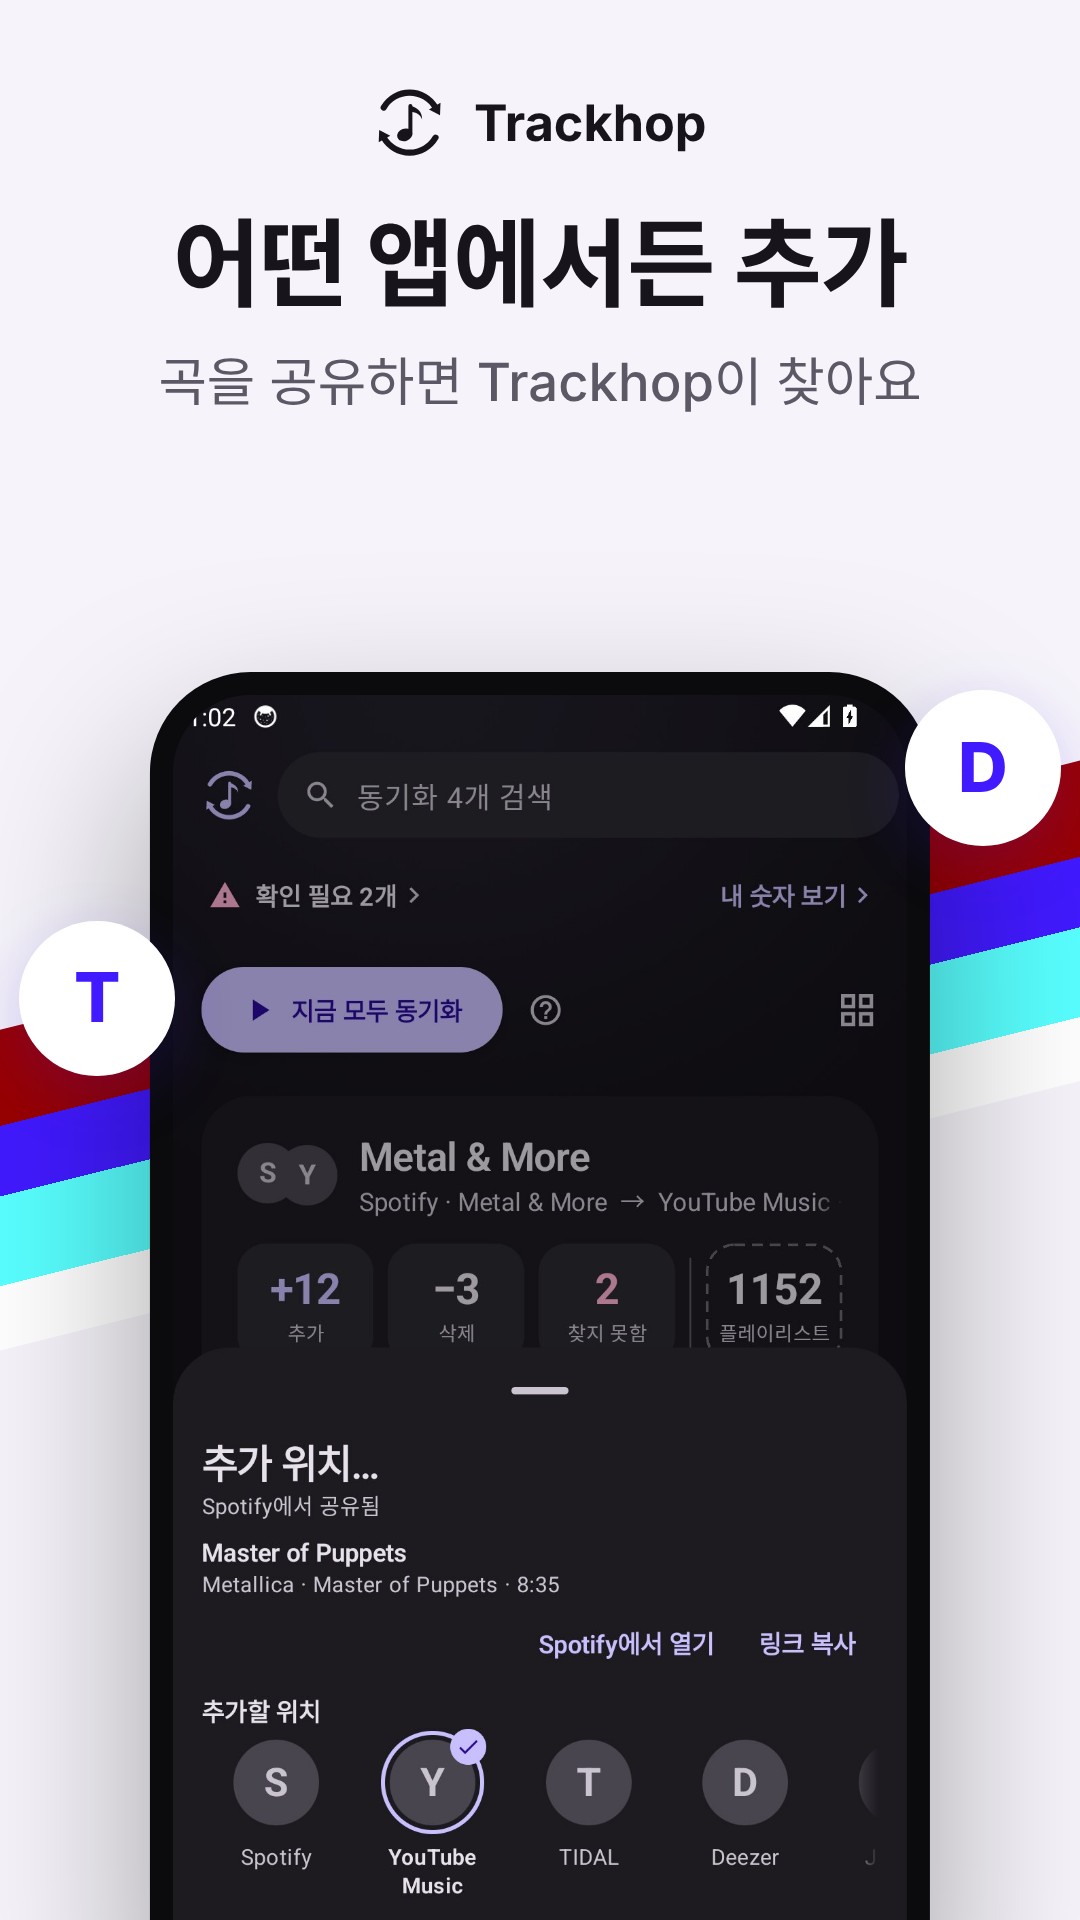 Trackhop
어떤 앱에서든 추가
곡을 공유하면 Trackhop이 찾아요
:02
D
동기화 4개 검색
확인 필요 2개
내 숫자 보기
T
지금 모두 동기화
S Y
Metal & More
Spotify · Metal & More → YouTube Music
+12
−3
2
1152
추가
삭제
찾지 못함
플레이리스트
추가 위치...
Spotify에서 공유됨
Master of Puppets
Metallica · Master of Puppets · 8:35
Spotify에서 열기
링크 복사
추가할 위치
S
Y
T
D
Spotify
YouTube
Music
TIDAL
Deezer
J